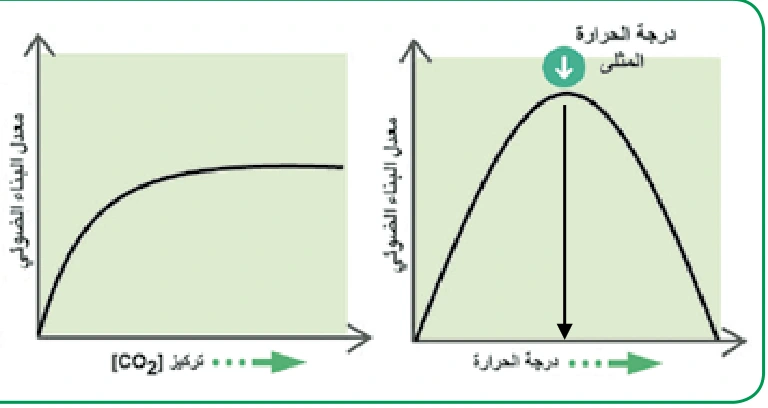 درجة الحرارة
المثلى
معدل البناء الضوئي
درجة الحرارة
معدل البناء الضوئي
تركيز [CO2]